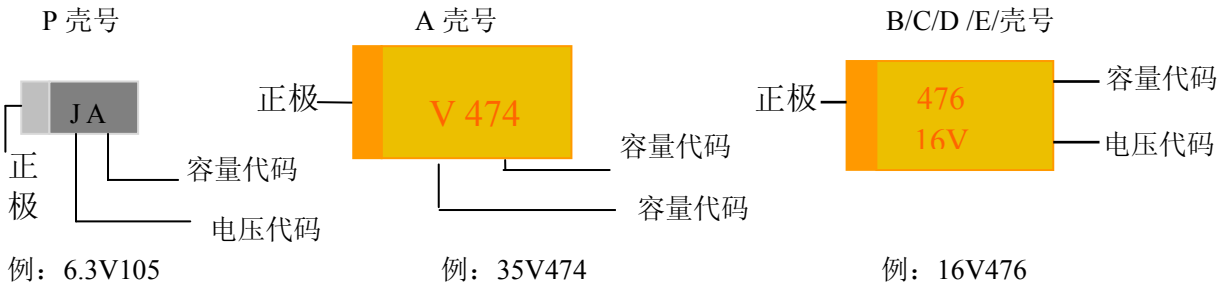 P 壳号
A 壳号
B/C/D /E/壳号
J A
正极
容量代码
电压代码
例：6.3V105
正极
V 474
容量代码
容量代码
例：35V474
正极
476
16V
容量代码
电压代码
例：16V476